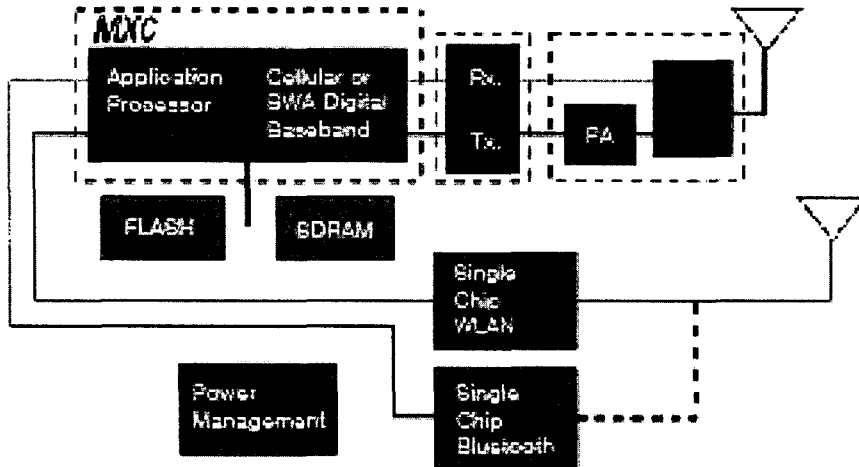 MXC
Application
Processor
Cellular or
BWA Digital
Baseband
Rx.
Tx.
PA
FLASH
SDRAM
Single
Chip
WLAN
Power
Management
Single
Chip
Bluetooth